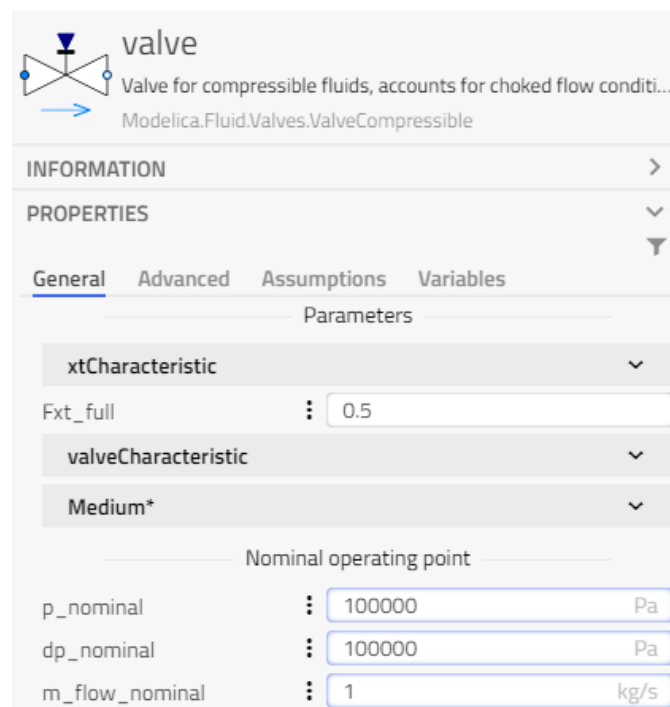 valve
Valve for compressible fluids, accounts for choked flow conditi...
Modelica.Fluid.Valves.ValveCompressible
INFORMATION
PROPERTIES
General Advanced Assumptions Variables
Parameters
xtCharacteristic
Fxt_full 0.5
valveCharacteristic
Medium*
Nominal operating point
p_nominal 100000 Pa
dp_nominal 100000 Pa
m_flow_nominal 1 kg/s